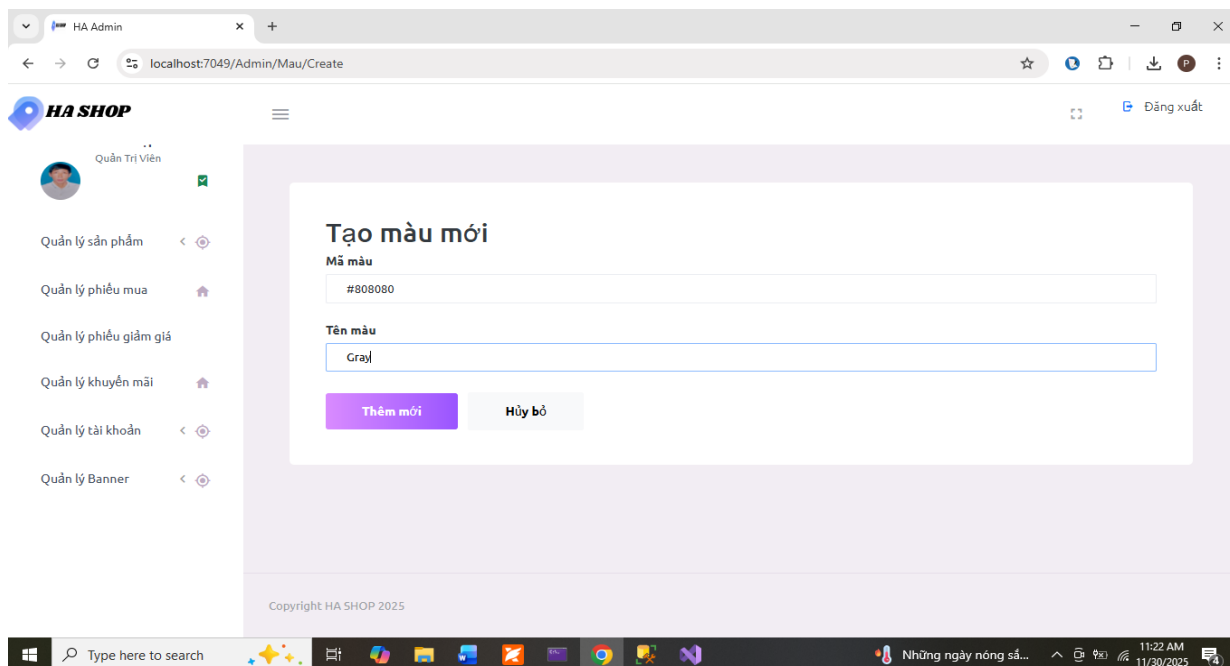 HA Admin
localhost:7049/Admin/Mau/Create
P
HA SHOP
Đăng xuất
Quản Trị Viên
Quản lý sản phẩm
Quản lý phiếu mua
Quản lý phiếu giảm giá
Quản lý khuyến mãi
Quản lý tài khoản
Quản lý Banner
Tạo màu mới
Mã màu
#808080
Tên màu
Gray
Thêm mới
Hủy bỏ
Copyright HA SHOP 2025
Type here to search
Những ngày nóng sắ...
11:22 AM
11/30/2025
4